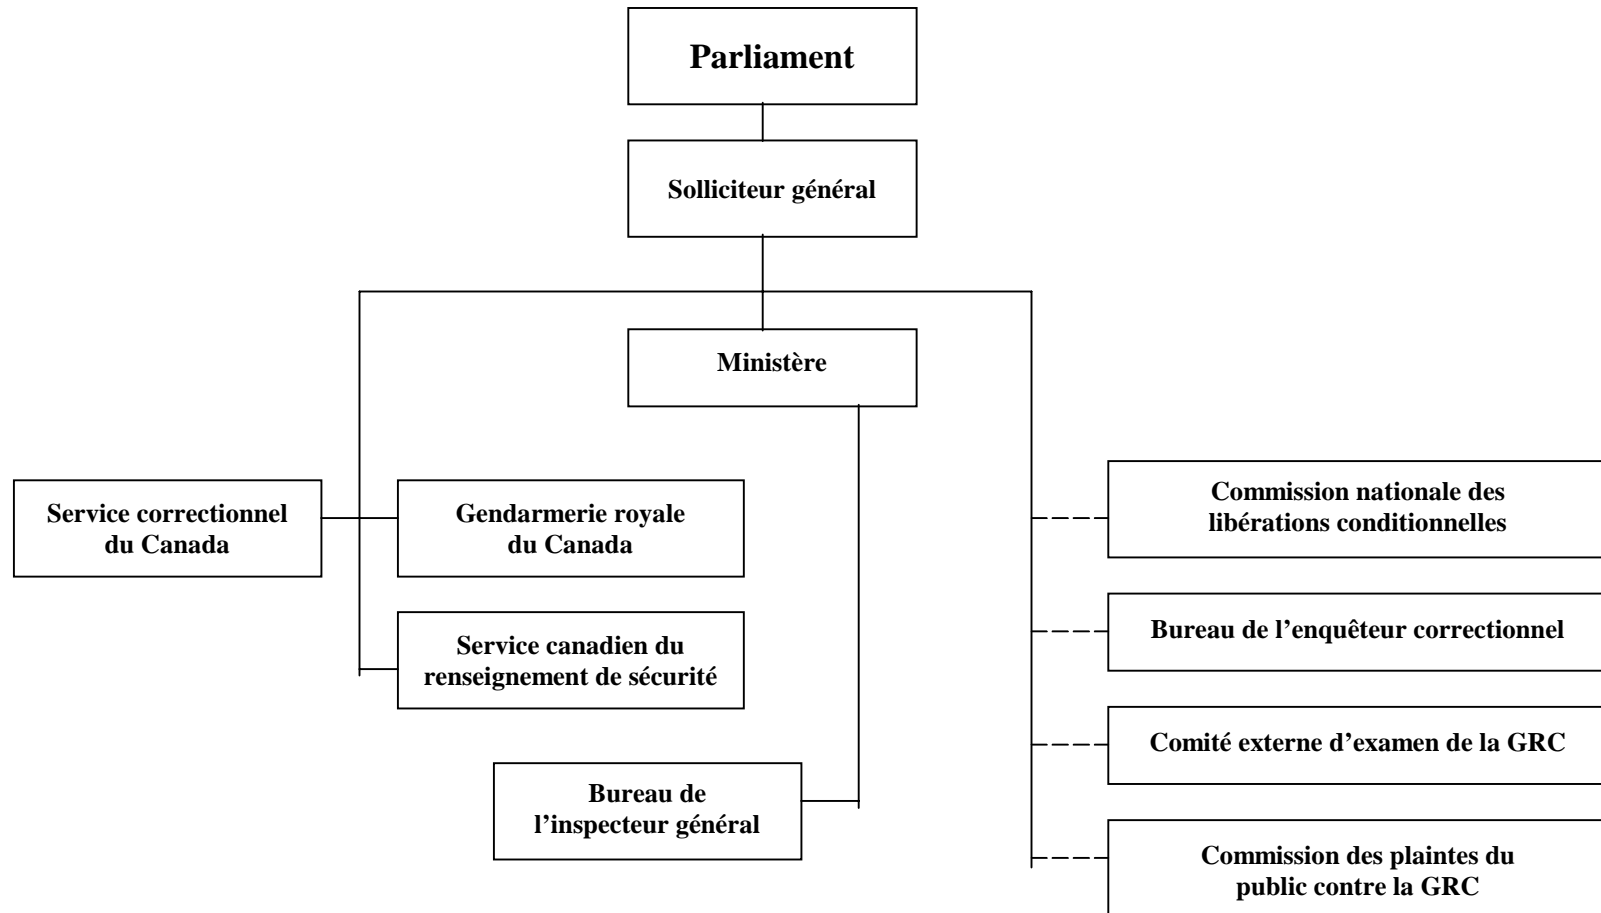 Parliament
Solliciteur général
Ministère
Service correctionnel
du Canada
Gendarmerie royale
du Canada
Service canadien du
renseignement de sécurité
Bureau de
l’inspecteur général
Commission nationale des
libérations conditionnelles
Bureau de l’enquêteur correctionnel
Comité externe d’examen de la GRC
Commission des plaintes du
public contre la GRC